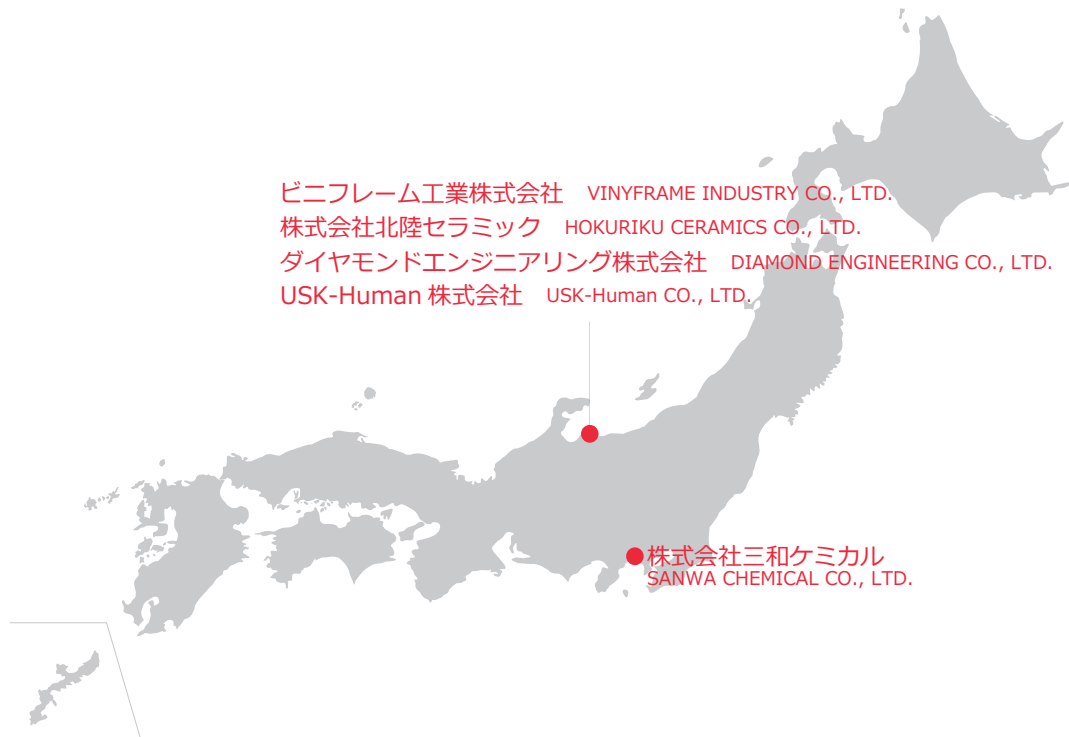 ビニフレーム工業株式会社 VINYFRAME INDUSTRY CO., LTD.
株式会社北陸セラミック HOKURIKU CERAMICS CO., LTD.
ダイヤモンドエンジニアリング株式会社 DIAMOND ENGINEERING CO., LTD.
USK-Human 株式会社 USK-Human CO., LTD.
株式会社三和ケミカル
SANWA CHEMICAL CO., LTD.